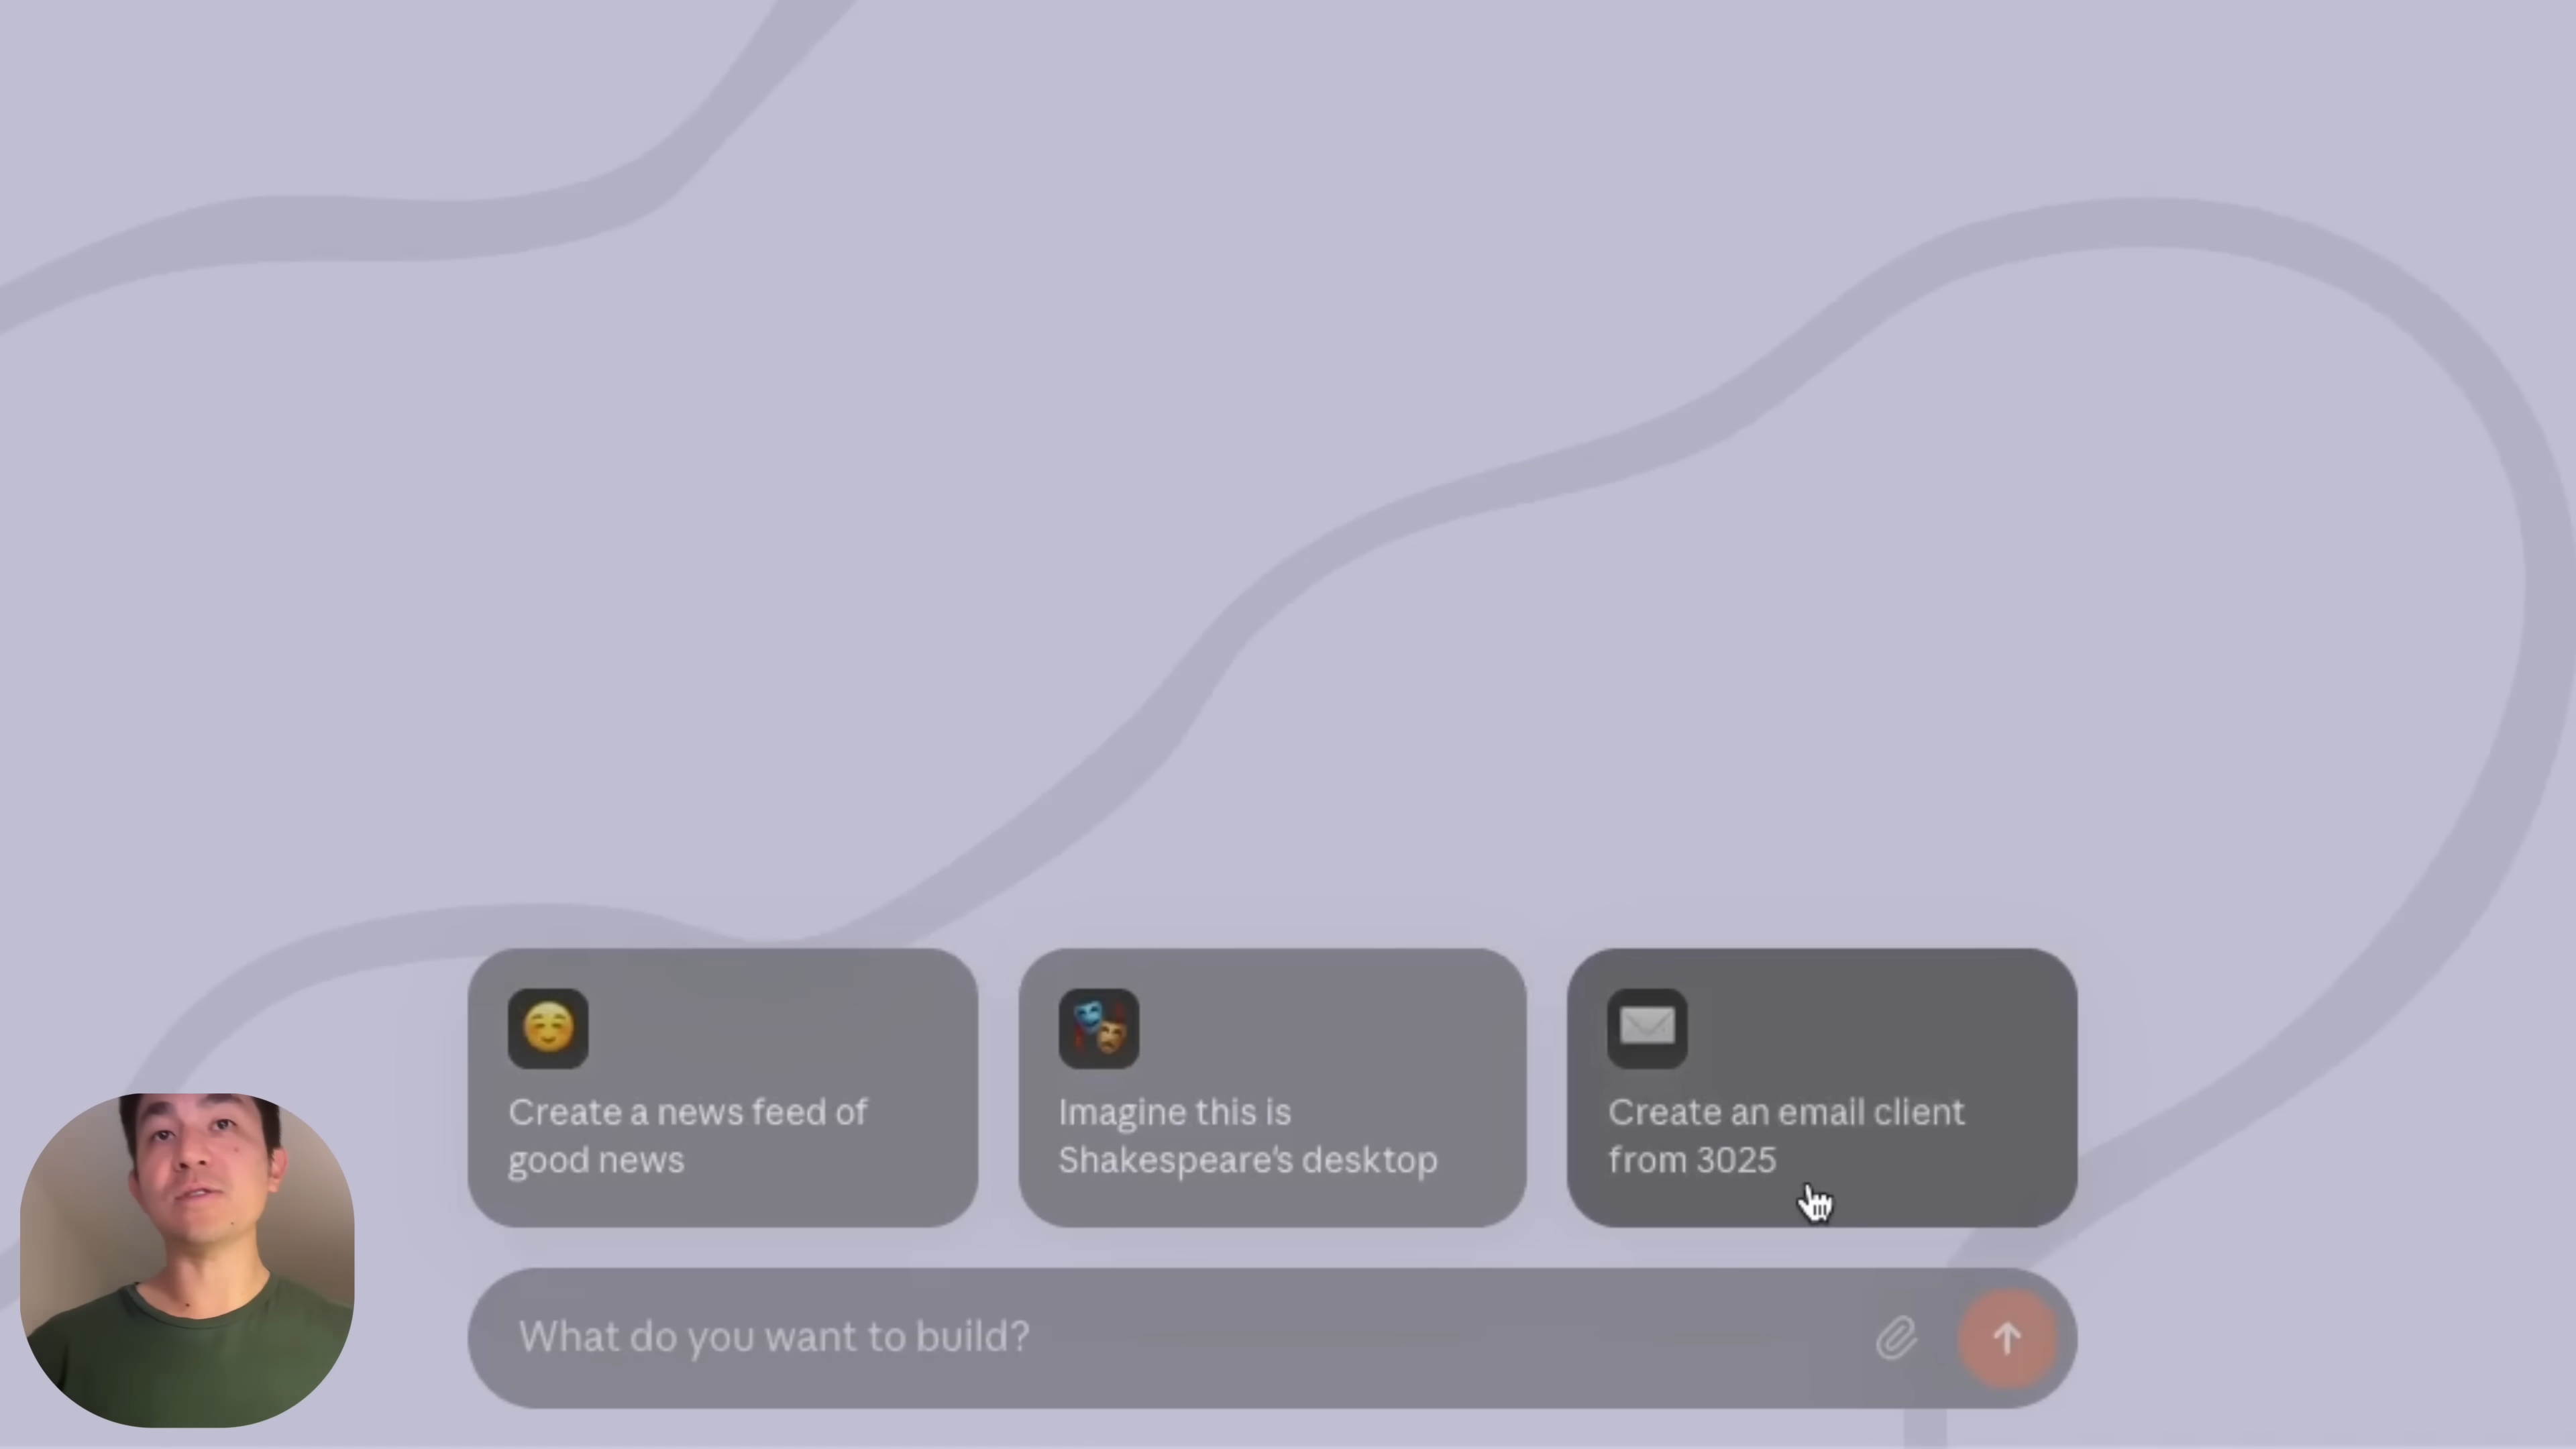 Create a news feed of
good news
Imagine this is
Shakespeare's desktop
Create an email client
from 3025
What do you want to build?